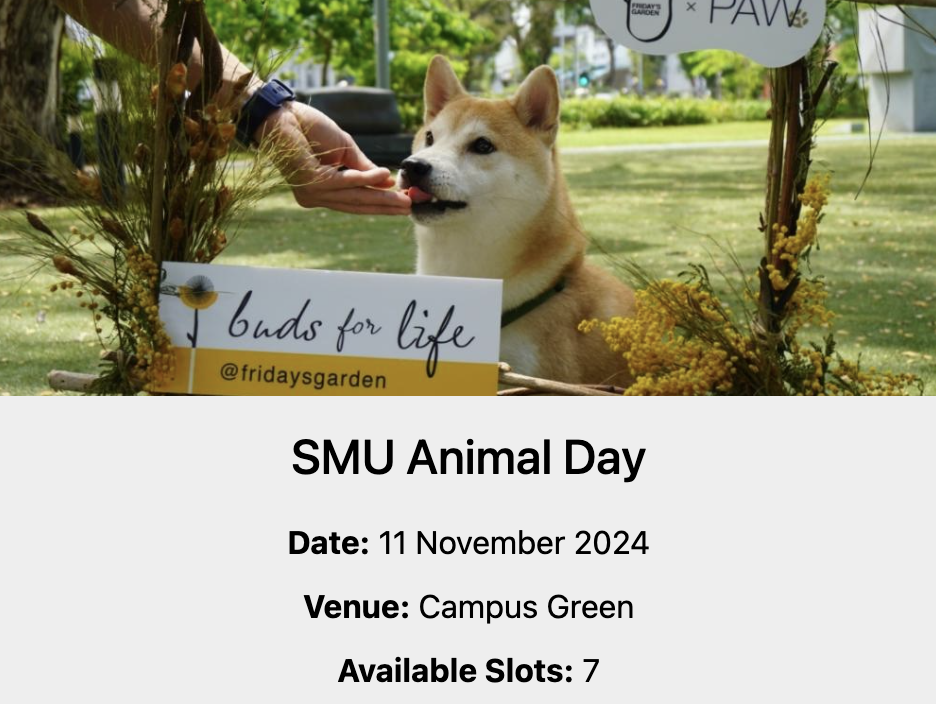 FRIDAY'S
GARDEN
× PAW
buds for life
@fridaysgarden
SMU Animal Day
Date: 11 November 2024
Venue: Campus Green
Available Slots: 7